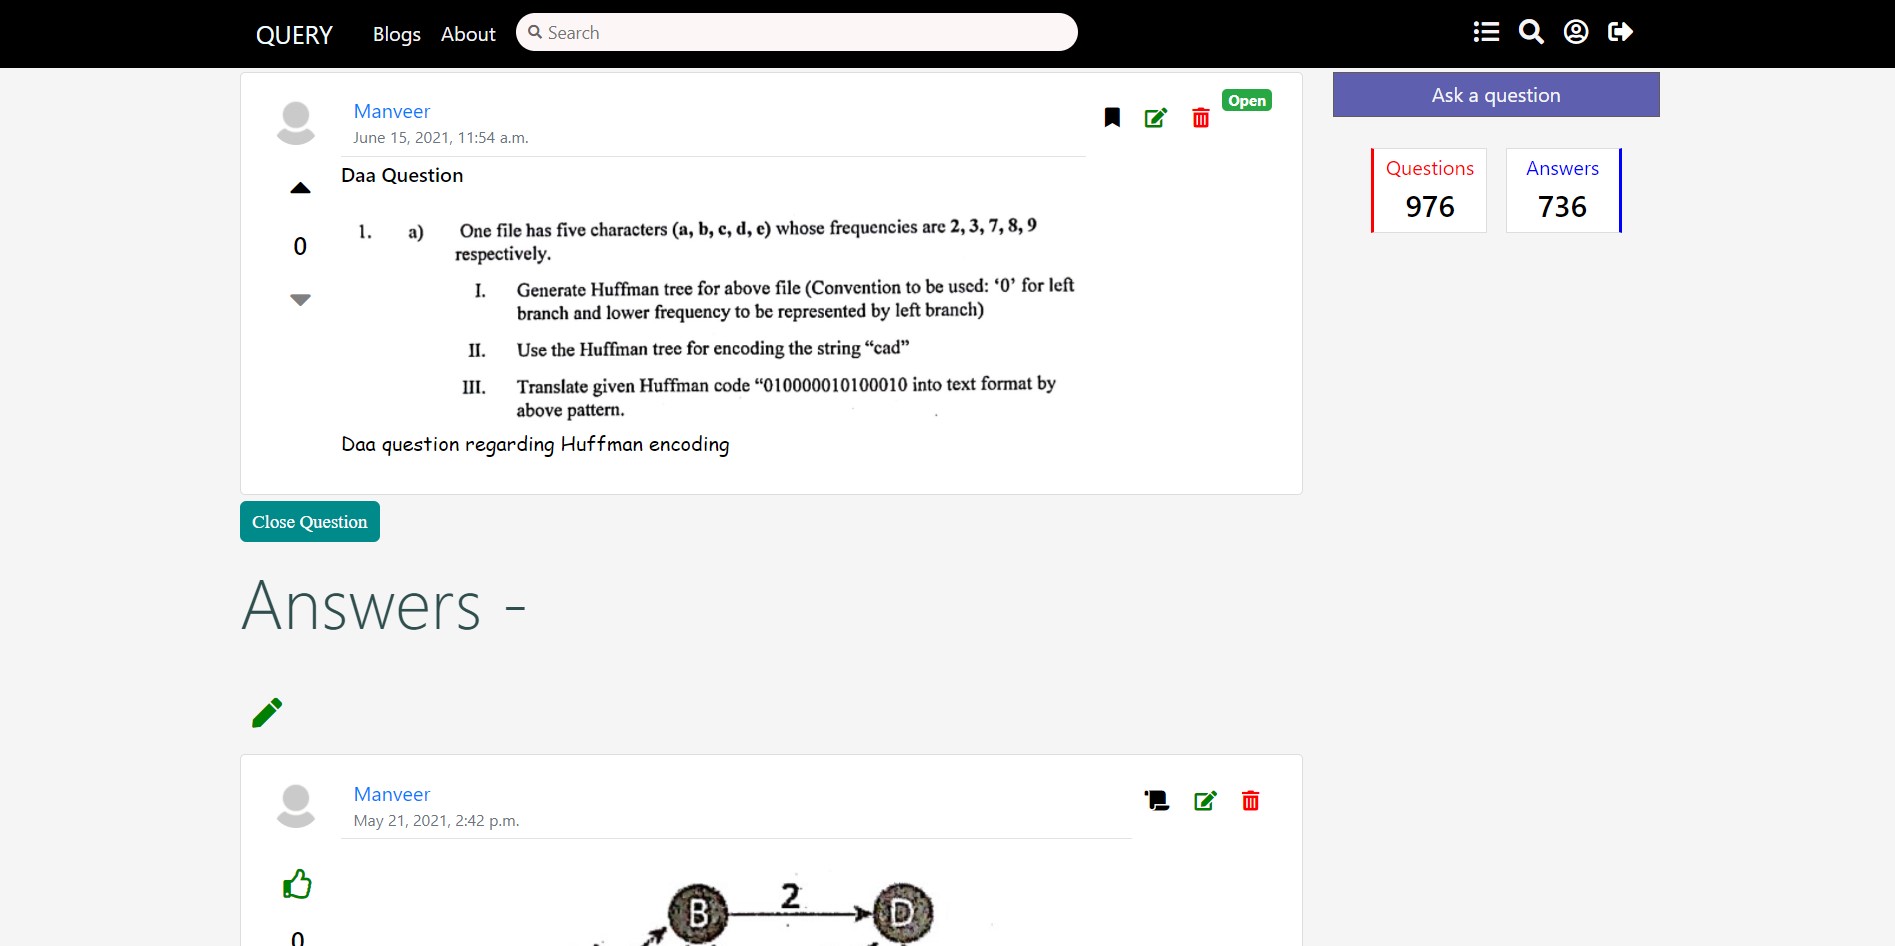 QUERY Blogs About Search
Manveer
June 15, 2021, 11:54 a.m.
Open
Ask a question
Questions
976
Answers
736
Daa Question
0
1. a) One file has five characters (a, b, c, d, e) whose frequencies are 2, 3, 7, 8, 9
respectively.
I. Generate Huffman tree for above file (Convention to be used: ‘0’ for left
branch and lower frequency to be represented by left branch)
II. Use the Huffman tree for encoding the string “cad”
III. Translate given Huffman code “010000010100010 into text format by
above pattern.
Daa question regarding Huffman encoding
Close Question
Answers -
Manveer
May 21, 2021, 2:42 p.m.
0
B 2 D